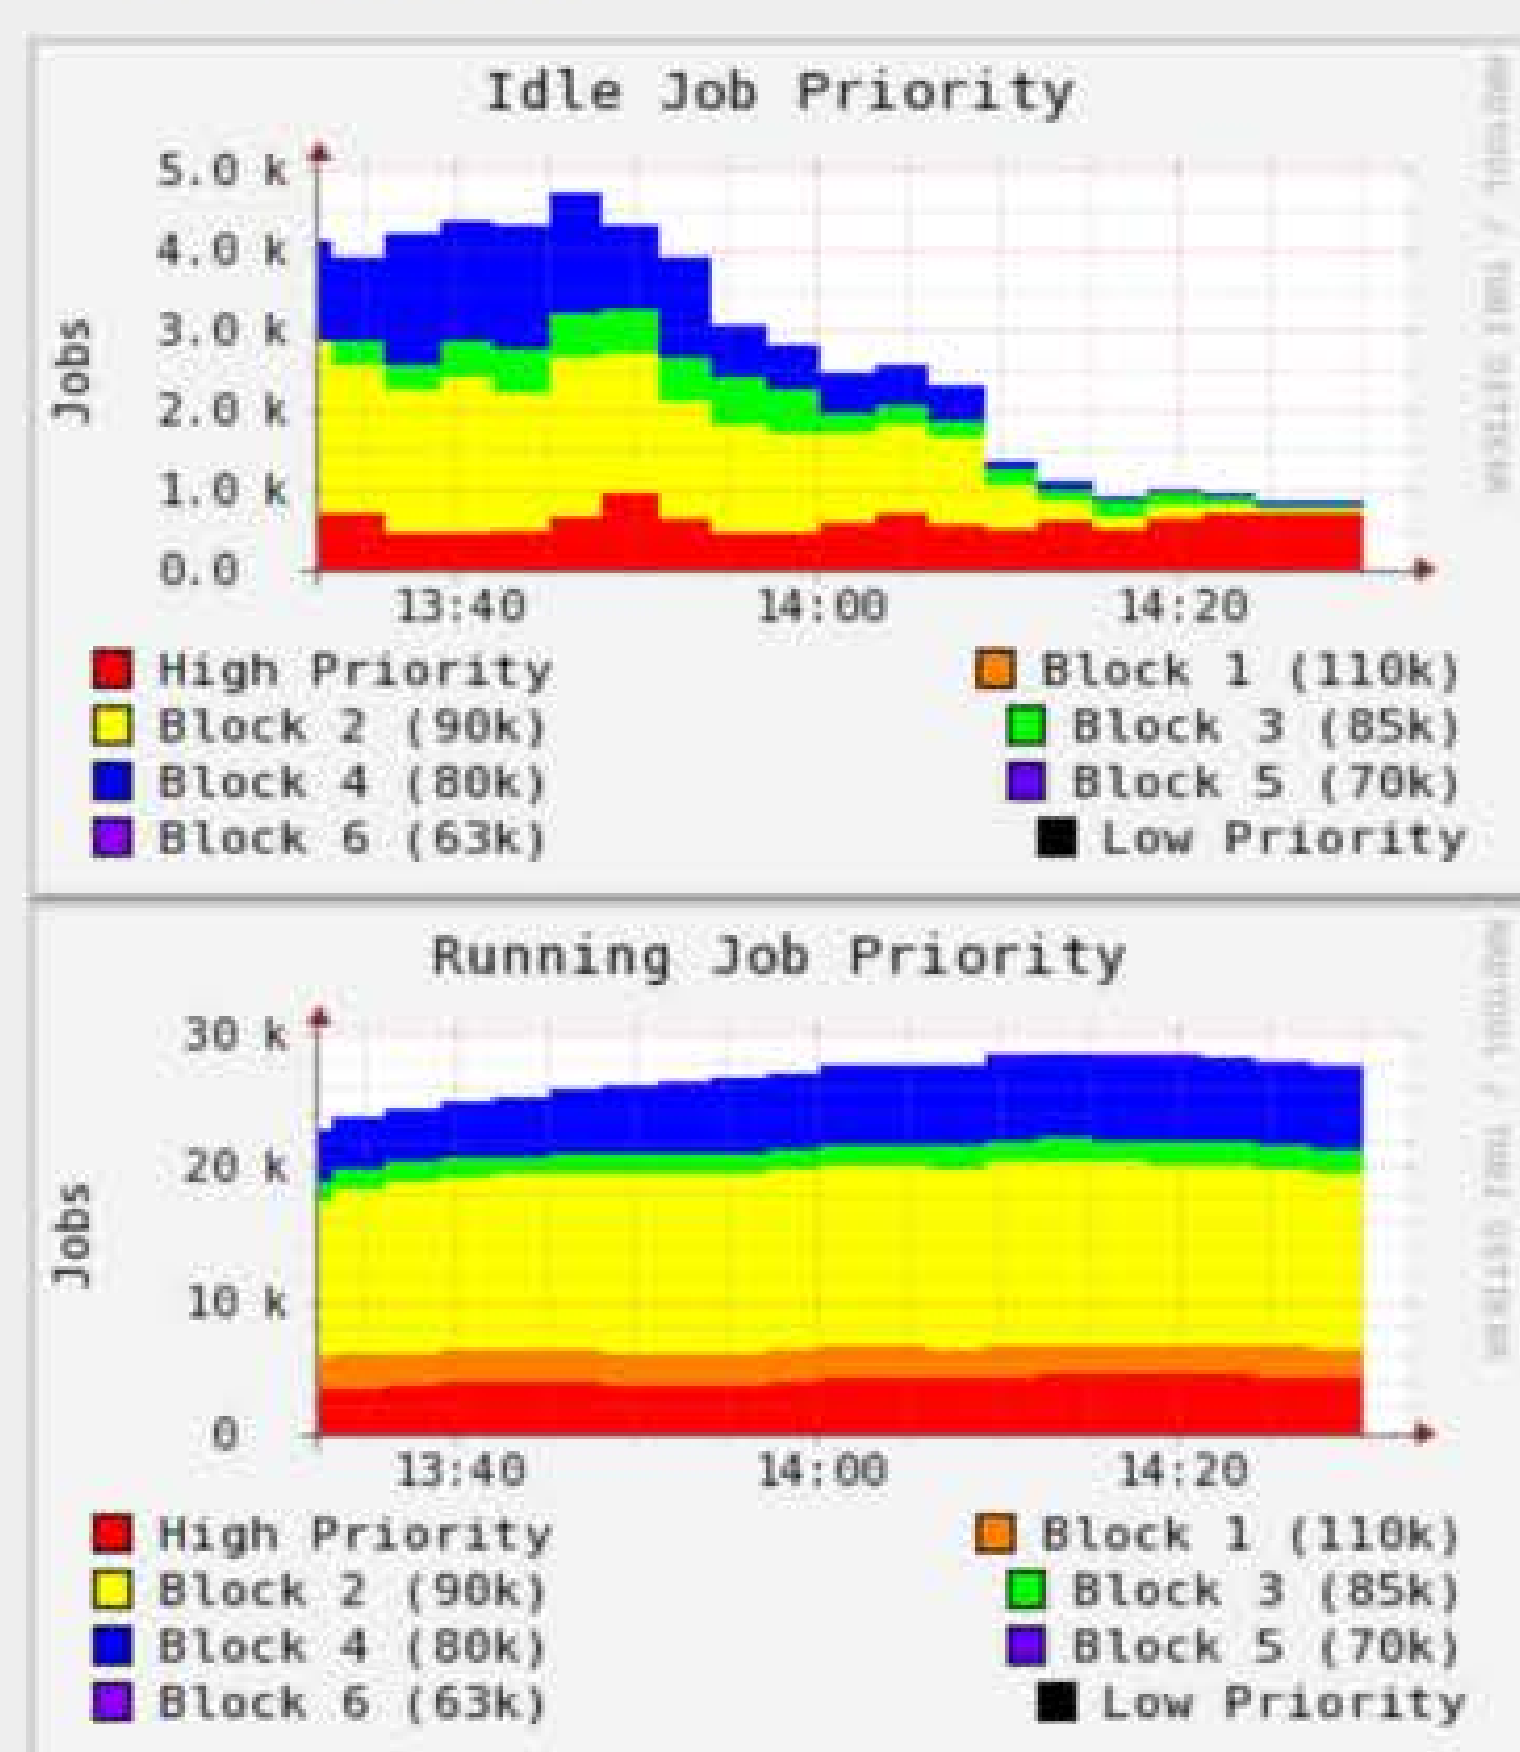 Idle Job Priority
Jobs
5.0 k
4.0 k
3.0 k
2.0 k
1.0 k
0.0
13:40 14:00 14:20
High Priority Block 1 (110k)
Block 2 (90k) Block 3 (85k)
Block 4 (80k) Block 5 (70k)
Block 6 (63k) Low Priority
Running Job Priority
Jobs
30 k
20 k
10 k
0
13:40 14:00 14:20
High Priority Block 1 (110k)
Block 2 (90k) Block 3 (85k)
Block 4 (80k) Block 5 (70k)
Block 6 (63k) Low Priority